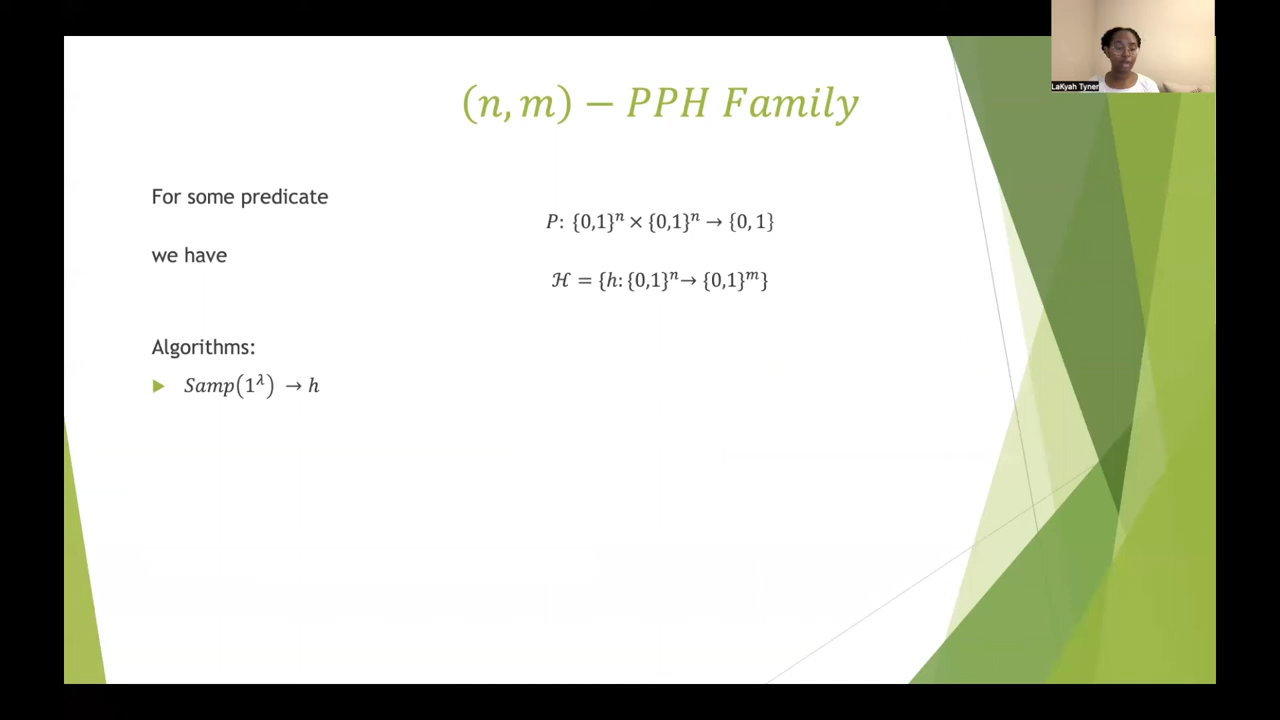 LaKyah Tyner
(n, m) − PPH Family
For some predicate
P: {0,1}ⁿ × {0,1}ⁿ → {0, 1}
we have
ℋ = {h: {0,1}ⁿ→ {0,1}ᵐ}
Algorithms:
Samp(1^λ) → h